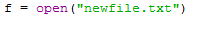 f = open("newfile.txt")